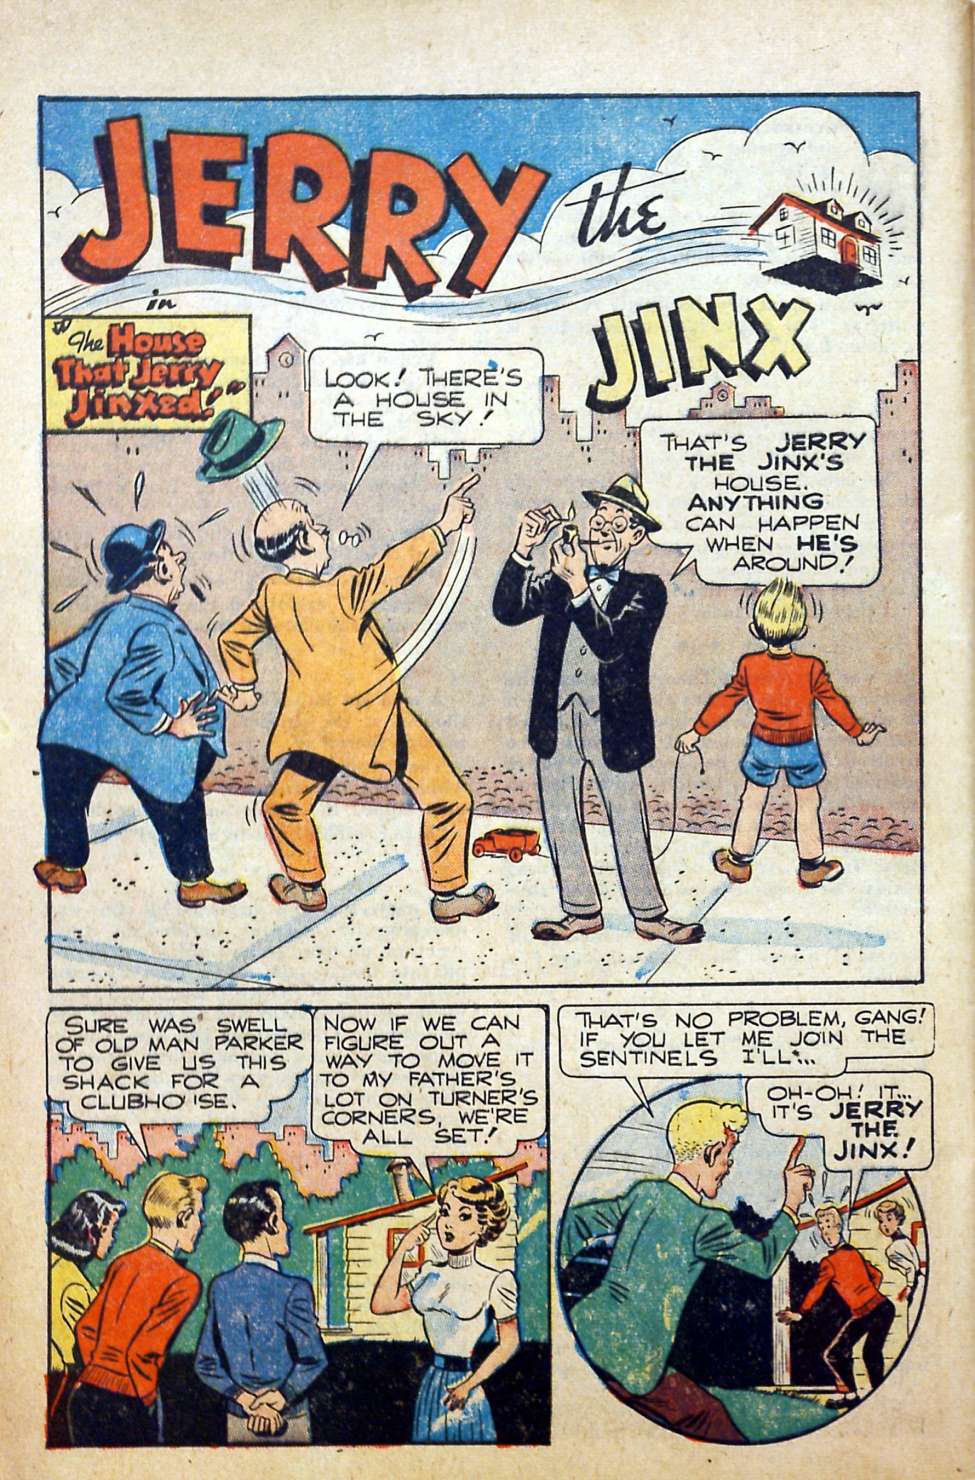 JERRY the
JINX
in
"The House
That Jerry
Jinxed!"
LOOK! THERE'S
A HOUSE IN
THE SKY!
THAT'S JERRY
THE JINX'S
HOUSE.
ANYTHING
CAN HAPPEN
WHEN HE'S
AROUND!
SURE WAS SWELL
OF OLD MAN PARKER
TO GIVE US THIS
SHACK FOR A
CLUBHOUSE.
NOW IF WE CAN
FIGURE OUT A
WAY TO MOVE IT
TO MY FATHER'S
LOT ON TURNER'S
CORNERS, WE'RE
ALL SET!
THAT'S NO PROBLEM, GANG!
IF YOU LET ME JOIN THE
SENTINELS I'LL...
OH-OH! IT...
IT'S JERRY
THE
JINX!